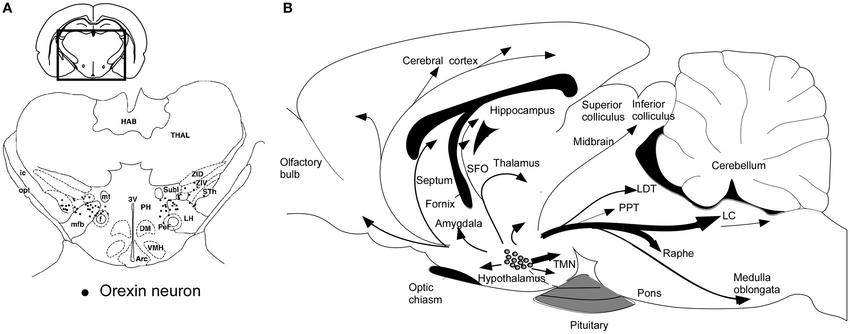 A
HAB
THAL
ic
opt
mt
SubI
ZID
ZIV
STh
3V
PH
f
mfb
DM
PeF
LH
VMH
Arc
Orexin neuron
B
Cerebral cortex
Hippocampus
Superior
colliculus
Inferior
colliculus
Midbrain
Olfactory
bulb
Septum
SFO
Thalamus
Cerebellum
Fornix
Amygdala
LDT
PPT
LC
Raphe
TMN
Hypothalamus
Optic
chiasm
Medulla
oblongata
Pons
Pituitary